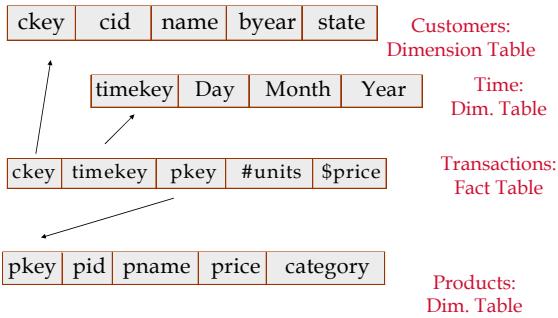 ckey cid name byear state
Customers:
Dimension Table
timekey Day Month Year
Time:
Dim. Table
ckey timekey pkey #units $price
Transactions:
Fact Table
pkey pid pname price category
Products:
Dim. Table